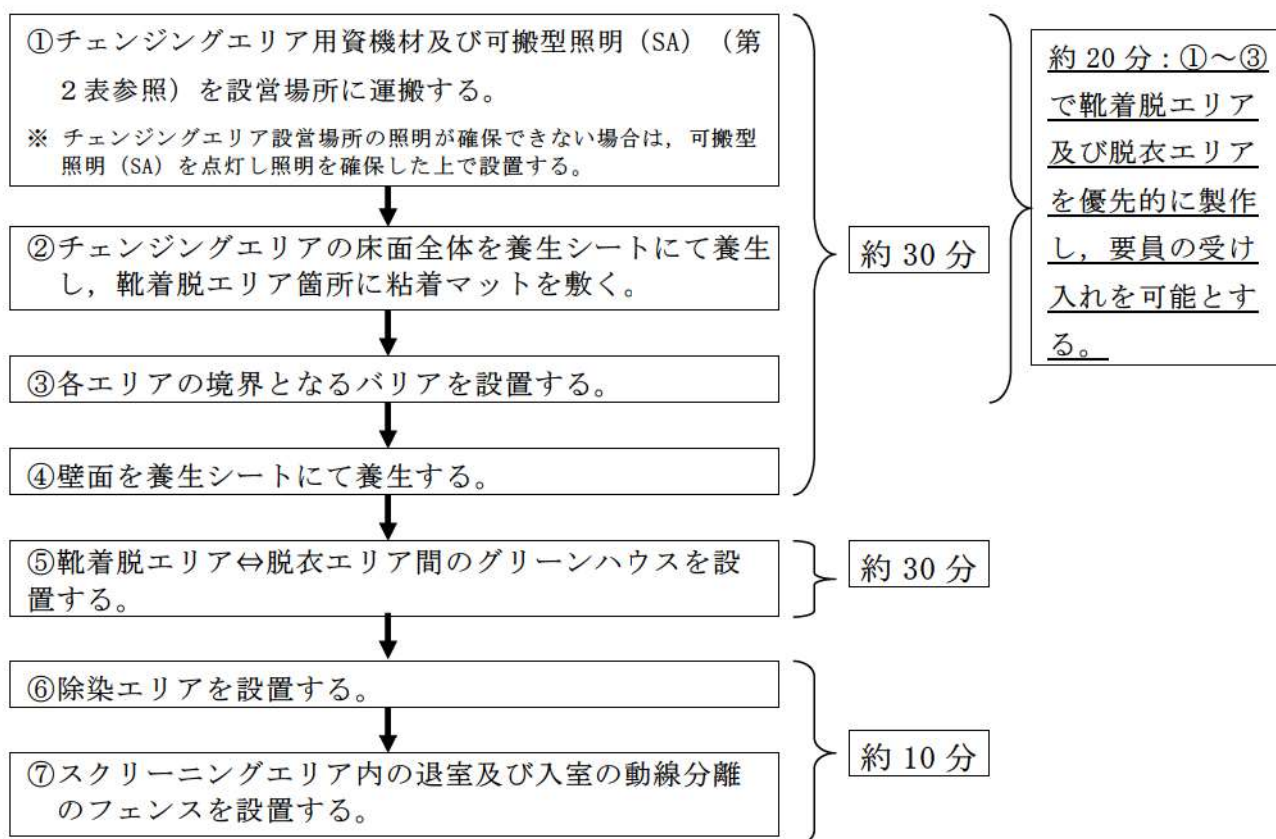 ①チェンジングエリア用資機材及び可搬型照明（SA）（第
２表参照）を設営場所に運搬する。
※ チェンジングエリア設営場所の照明が確保できない場合は，可搬型
照明（SA）を点灯し照明を確保した上で設置する。
②チェンジングエリアの床面全体を養生シートにて養生
し，靴着脱エリア箇所に粘着マットを敷く。
③各エリアの境界となるバリアを設置する。
④壁面を養生シートにて養生する。
約 30 分
約 20 分：①～③
で靴着脱エリア
及び脱衣エリア
を優先的に製作
し，要員の受け
入れを可能とす
る。
⑤靴着脱エリア⇔脱衣エリア間のグリーンハウスを設
置する。
約 30 分
⑥除染エリアを設置する。
⑦スクリーニングエリア内の退室及び入室の動線分離
のフェンスを設置する。
約 10 分